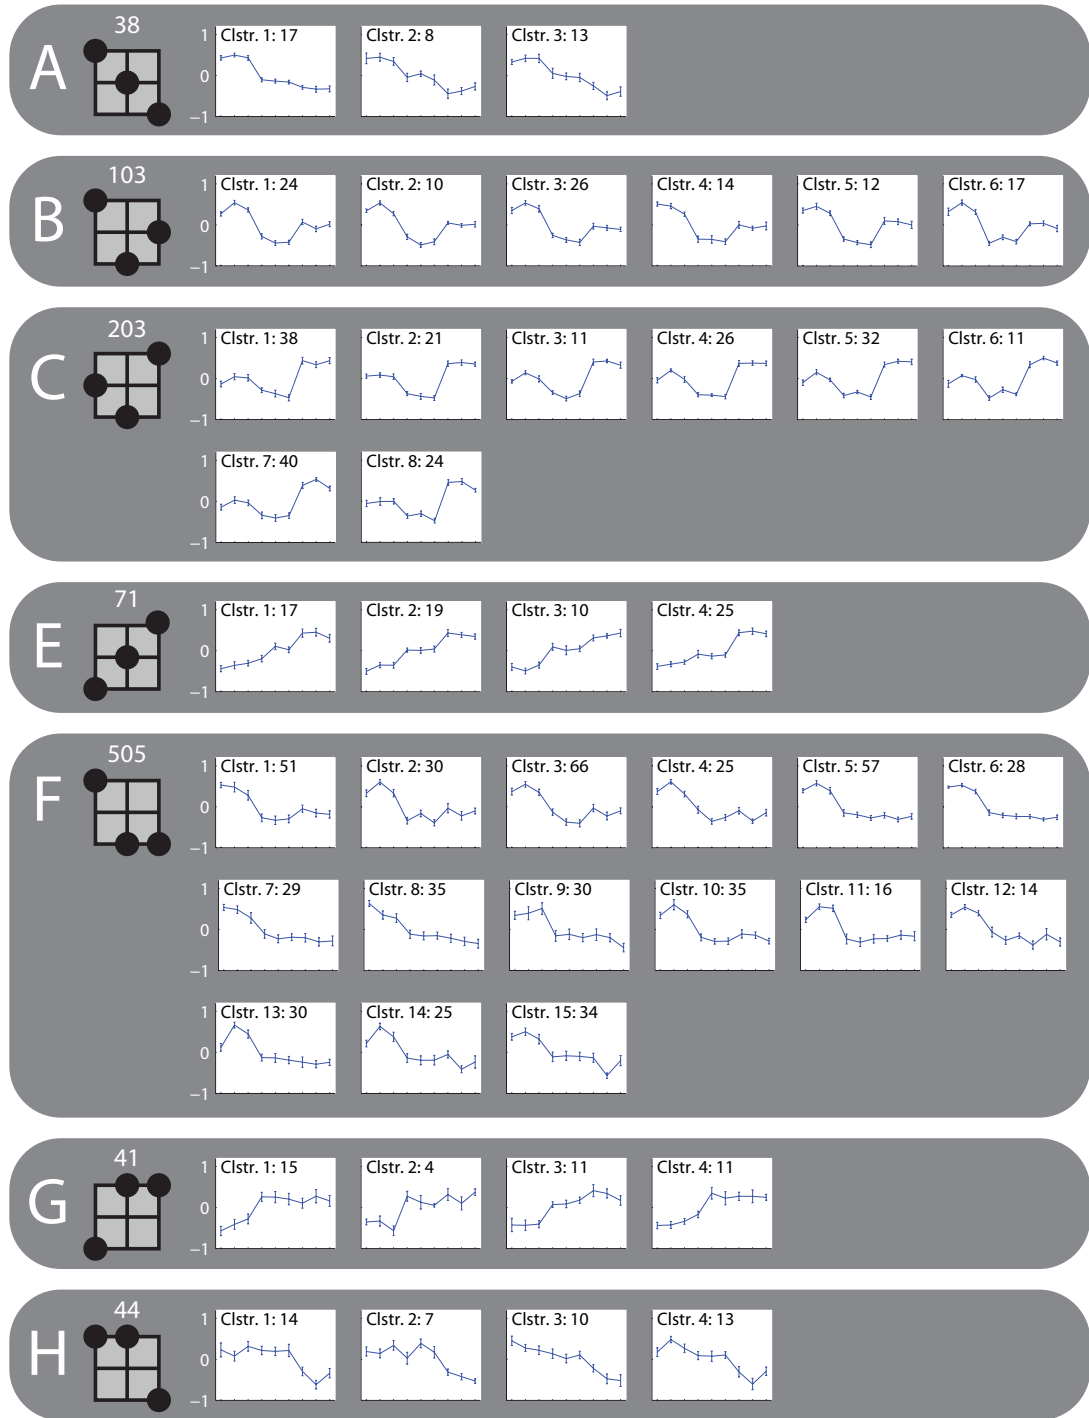 A
38
1
0
−1
Clstr. 1: 17
Clstr. 2: 8
Clstr. 3: 13
B
103
1
0
−1
Clstr. 1: 24
Clstr. 2: 10
Clstr. 3: 26
Clstr. 4: 14
Clstr. 5: 12
Clstr. 6: 17
C
203
1
0
−1
Clstr. 1: 38
Clstr. 2: 21
Clstr. 3: 11
Clstr. 4: 26
Clstr. 5: 32
Clstr. 6: 11
1
0
−1
Clstr. 7: 40
Clstr. 8: 24
E
71
1
0
−1
Clstr. 1: 17
Clstr. 2: 19
Clstr. 3: 10
Clstr. 4: 25
F
505
1
0
−1
Clstr. 1: 51
Clstr. 2: 30
Clstr. 3: 66
Clstr. 4: 25
Clstr. 5: 57
Clstr. 6: 28
1
0
−1
Clstr. 7: 29
Clstr. 8: 35
Clstr. 9: 30
Clstr. 10: 35
Clstr. 11: 16
Clstr. 12: 14
1
0
−1
Clstr. 13: 30
Clstr. 14: 25
Clstr. 15: 34
G
41
1
0
−1
Clstr. 1: 15
Clstr. 2: 4
Clstr. 3: 11
Clstr. 4: 11
H
44
1
0
−1
Clstr. 1: 14
Clstr. 2: 7
Clstr. 3: 10
Clstr. 4: 13